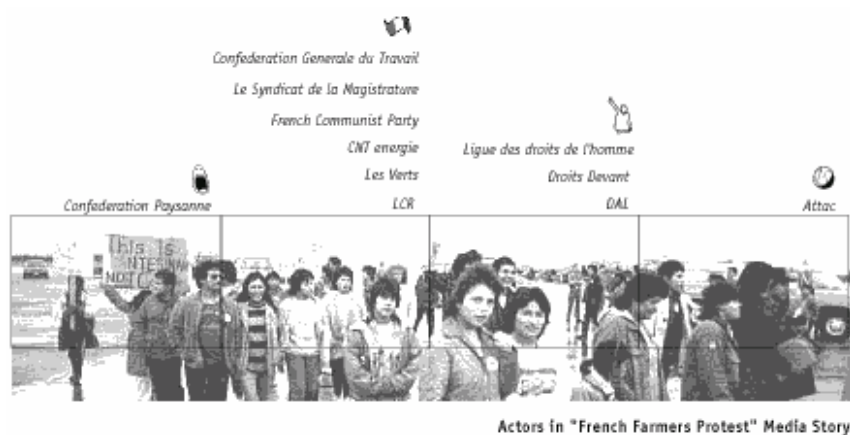 Confederation Generale du Travail
Le Syndicat de la Magistrature
French Communist Party
CNT energie
Les Verts
LCR
Ligue des droits de l'homme
Droits Devant
DAL
Confederation Paysanne
Attac
This is
NOT
Actors in "French Farmers Protest" Media Story